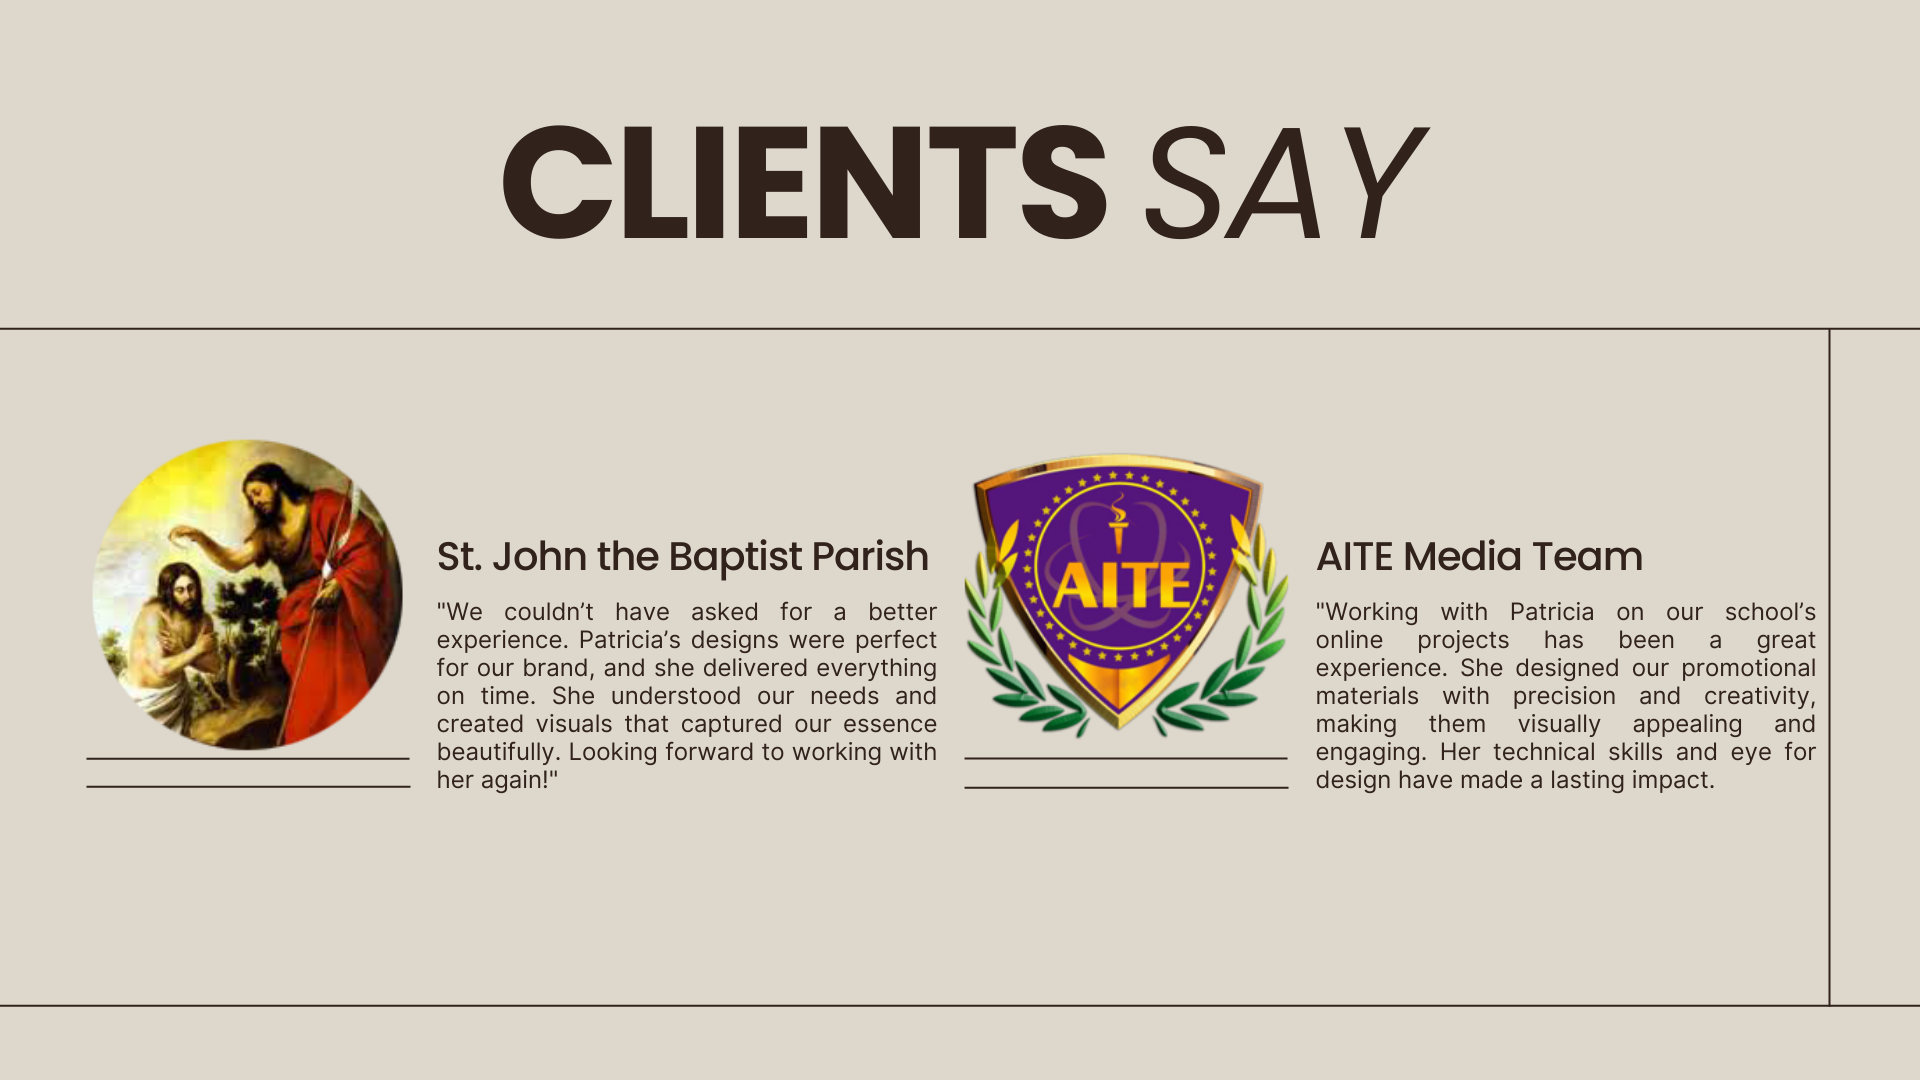 CLIENTS SAY
St. John the Baptist Parish
"We couldn’t have asked for a better
experience. Patricia’s designs were perfect
for our brand, and she delivered everything
on time. She understood our needs and
created visuals that captured our essence
beautifully. Looking forward to working with
her again!"
AITE
AITE Media Team
"Working with Patricia on our school’s
online projects has been a great
experience. She designed our promotional
materials with precision and creativity,
making them visually appealing and
engaging. Her technical skills and eye for
design have made a lasting impact.